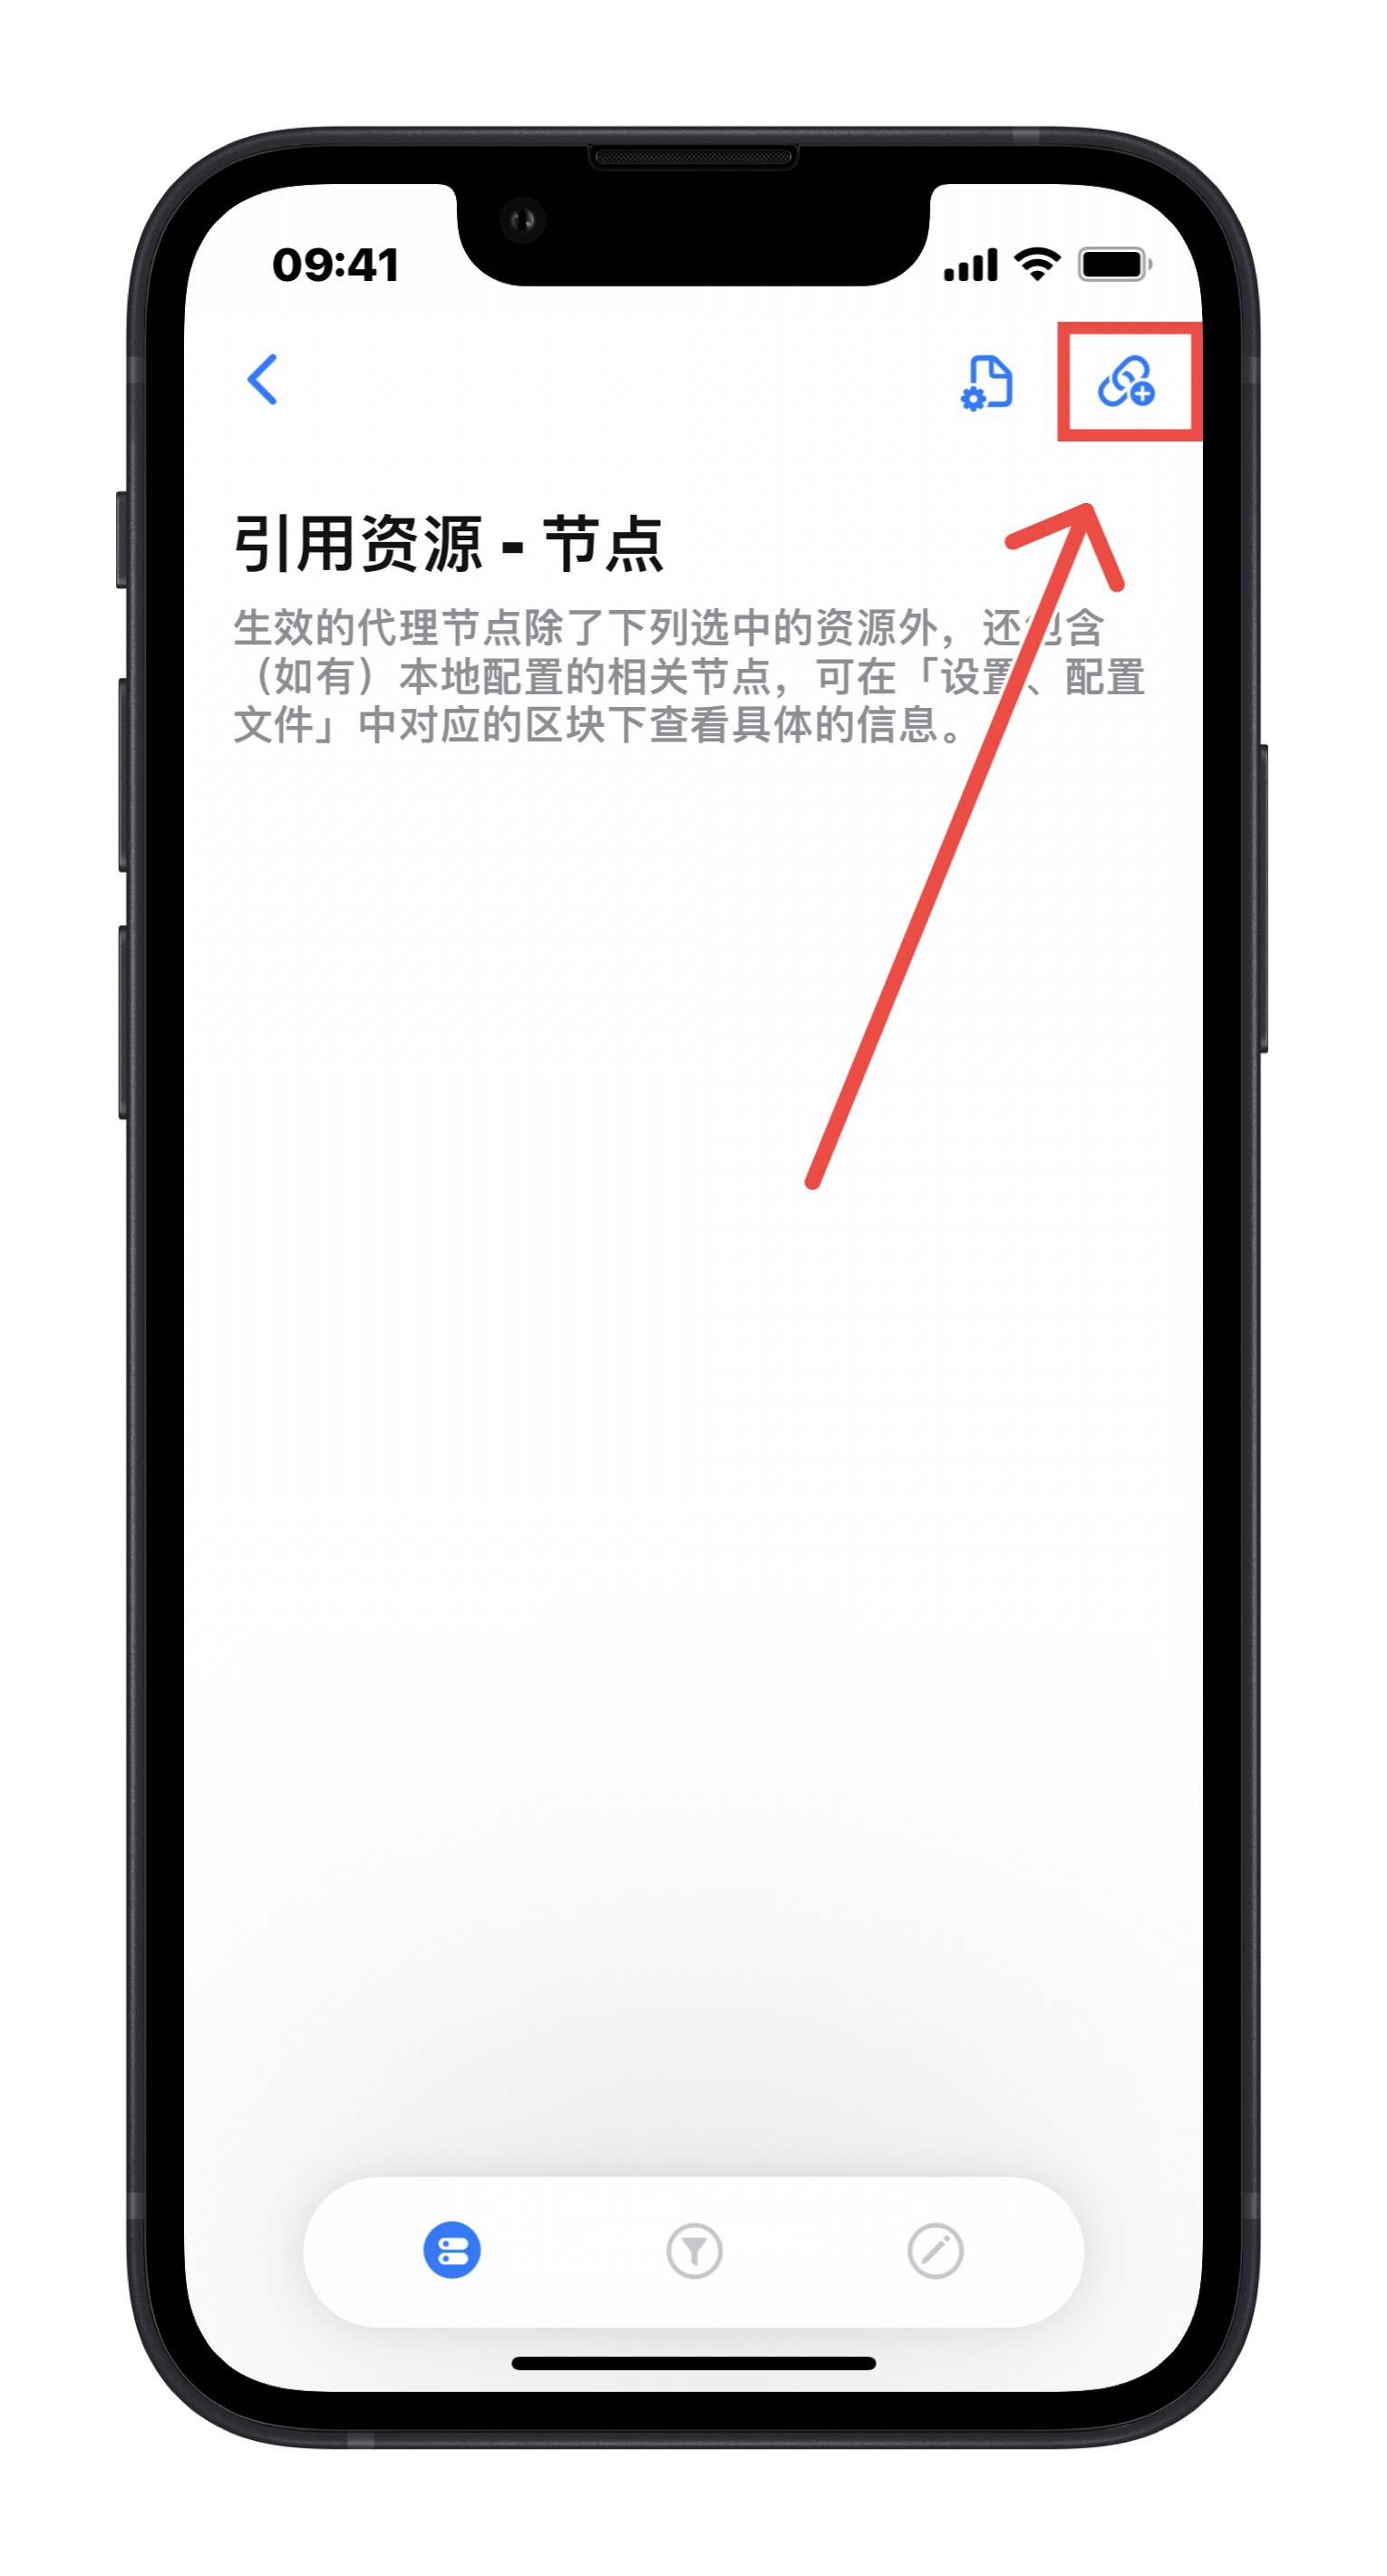 09:41
引用资源 - 节点
生效的代理节点除了下列选中的资源外，还包含
（如有）本地配置的相关节点，可在「设置、配置
文件」中对应的区块下查看具体的信息。